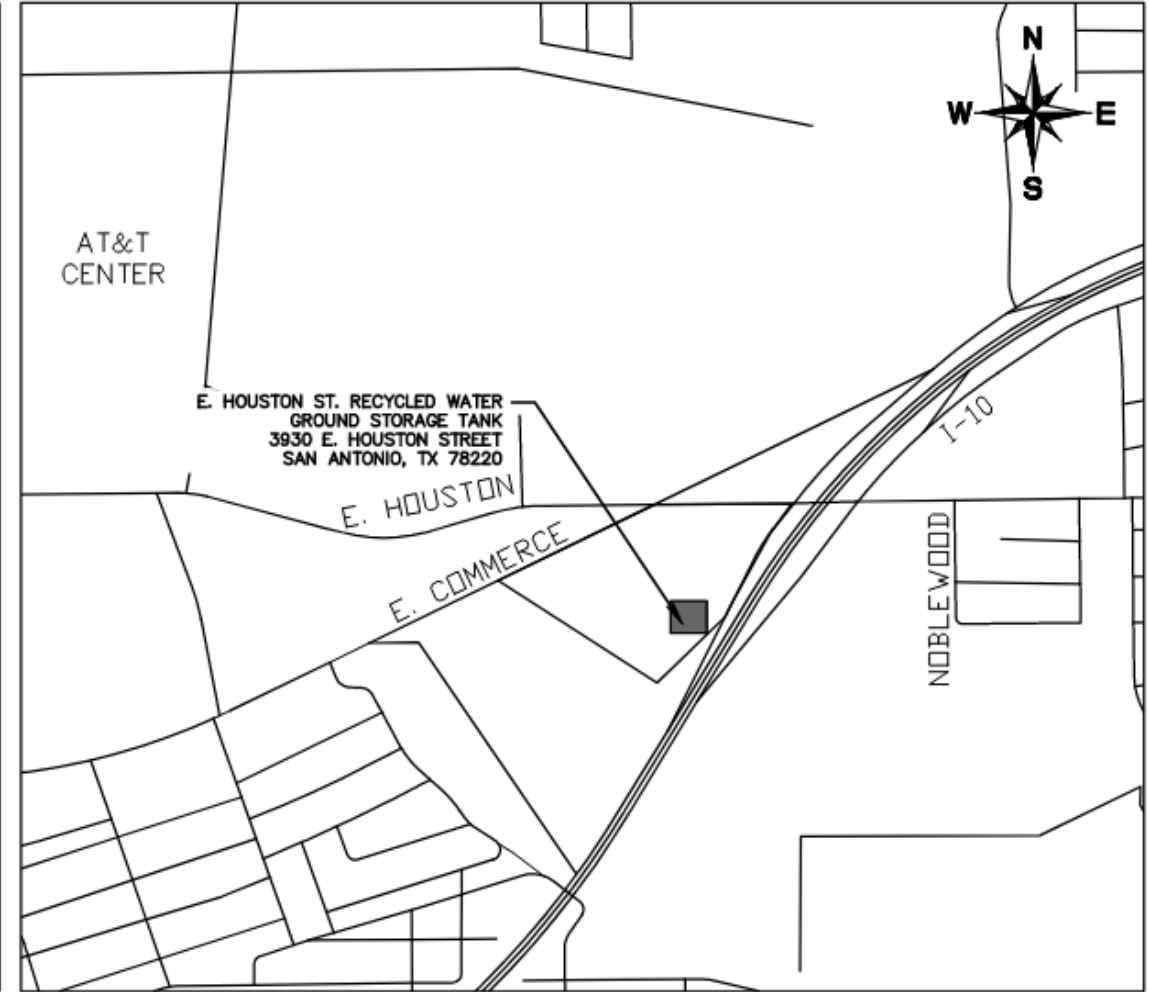 N
W E
S
AT&T
CENTER
E. HOUSTON ST. RECYCLED WATER
GROUND STORAGE TANK
3930 E. HOUSTON STREET
SAN ANTONIO, TX 78220
I-10
E. HOUSTON
E. COMMERCE
NOBLEWOOD